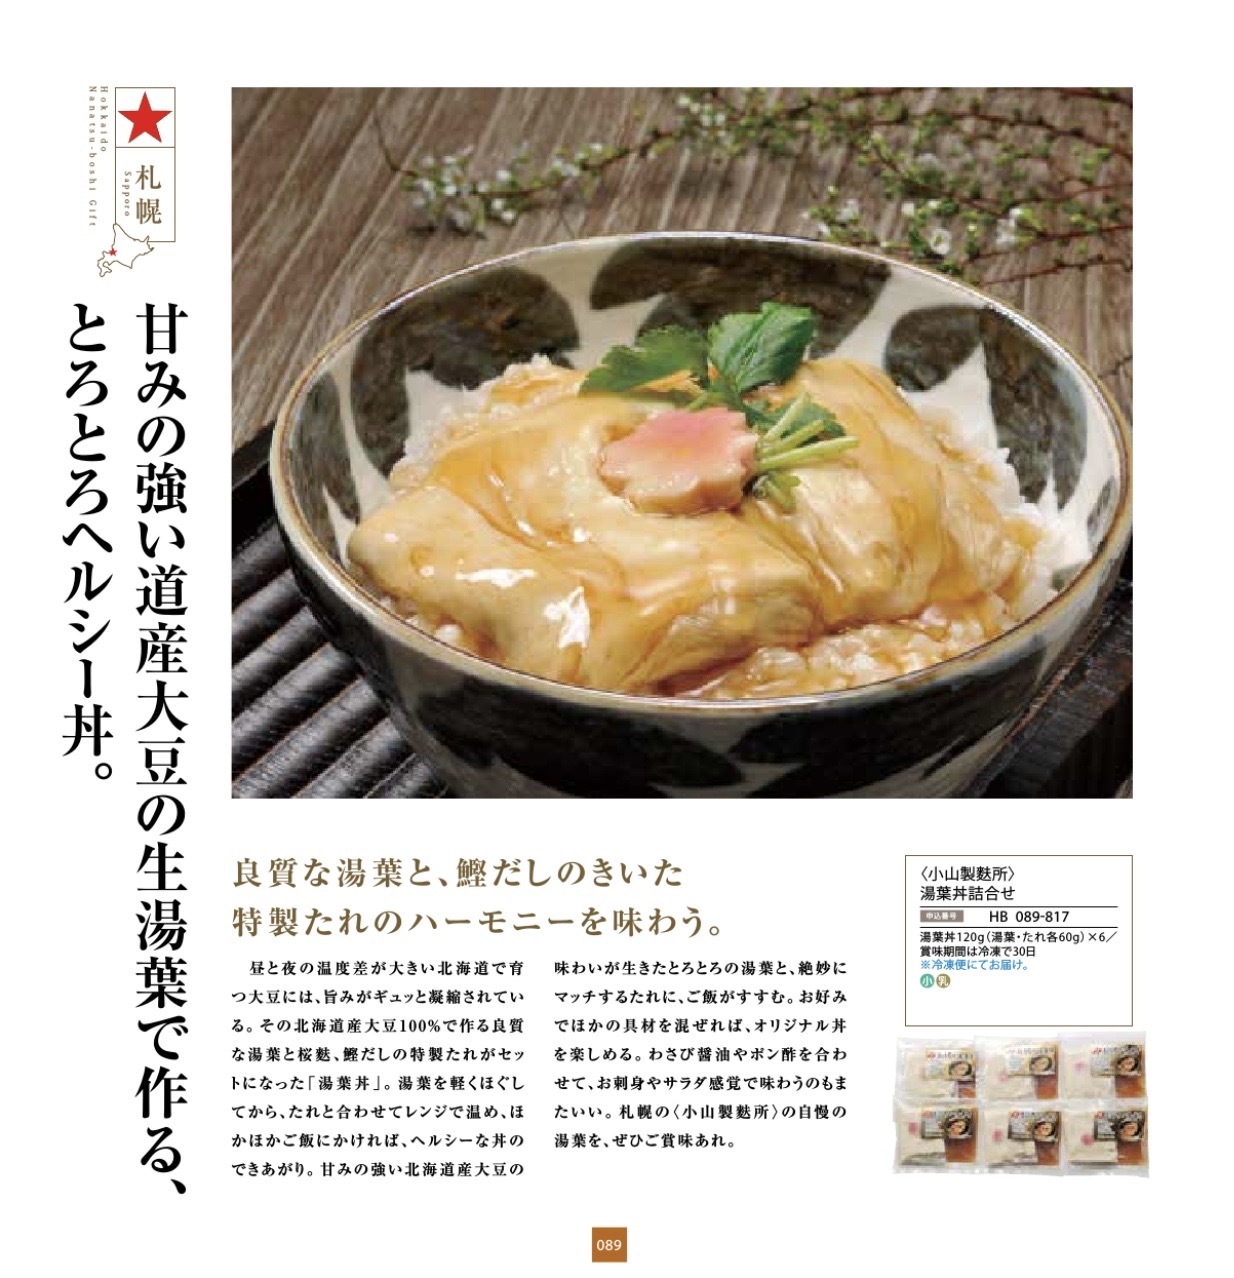 札幌
Sapporo
Hokkaido
Nanatsu-boshi Gift
甘みの強い道産大豆の生湯葉で作る、
とろとろヘルシー丼。
良質な湯葉と、鰹だしのきいた
特製たれのハーモニーを味わう。
昼と夜の温度差が大きい北海道で育
つ大豆には、旨みがギュッと凝縮されてい
る。その北海道産大豆100%で作る良質
な湯葉と桜麩、鰹だしの特製たれがセッ
トになった「湯葉丼」。湯葉を軽くほぐし
てから、たれと合わせてレンジで温め、ほ
かほかご飯にかければ、ヘルシーな丼の
できあがり。甘みの強い北海道産大豆の
味わいが生きたとろとろの湯葉と、絶妙に
マッチするたれに、ご飯がすすむ。お好み
でほかの具材を混ぜれば、オリジナル丼
を楽しめる。わさび醤油やポン酢を合わ
せて、お刺身やサラダ感覚で味わうのもま
たいい。札幌の〈小山製麩所〉の自慢の
湯葉を、ぜひご賞味あれ。
〈小山製麩所〉
湯葉丼詰合せ
申込番号 HB 089-817
湯葉丼120g（湯葉・たれ各60g）×6／
賞味期間は冷凍で30日
※冷凍便にてお届け。
小 乳
089